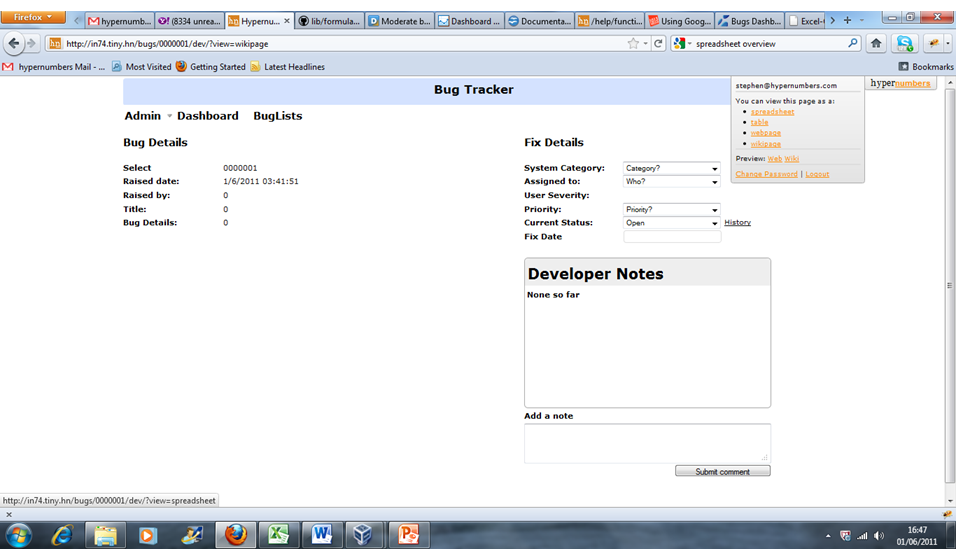 Firefox
hypernumb...
(8334 unrea...
Hypernu...
lib/formula...
Moderate b...
Dashboard ...
Documenta...
/help/functi...
Using Goog...
Bugs Dashb...
Excel-
http://in74.tiny.hn/bugs/0000001/dev/?view=wikipage
spreadsheet overview
hypernumbers Mail - ...
Most Visited
Getting Started
Latest Headlines
Bookmarks
Bug Tracker
stephen@hypernumbers.com
hypernumbers
You can view this page as a:
spreadsheet
table
webpage
wikipage
Preview: Web Wiki
Change Password | Logout
Admin Dashboard BugLists
Bug Details
Select 0000001
Raised date: 1/6/2011 03:41:51
Raised by: 0
Title: 0
Bug Details: 0
Fix Details
System Category: Category?
Assigned to: Who?
User Severity:
Priority: Priority?
Current Status: Open History
Fix Date
Developer Notes
None so far
Add a note
Submit comment
http://in74.tiny.hn/bugs/0000001/dev/?view=spreadsheet
16:47
01/06/2011